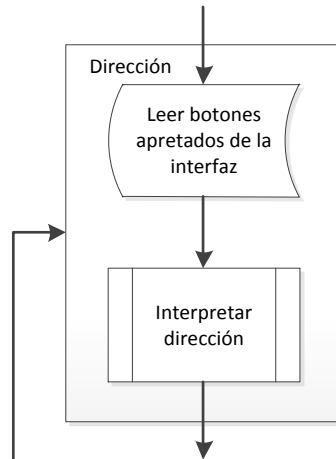 Dirección
Leer botones
apretados de la
interfaz
Interpretar
dirección